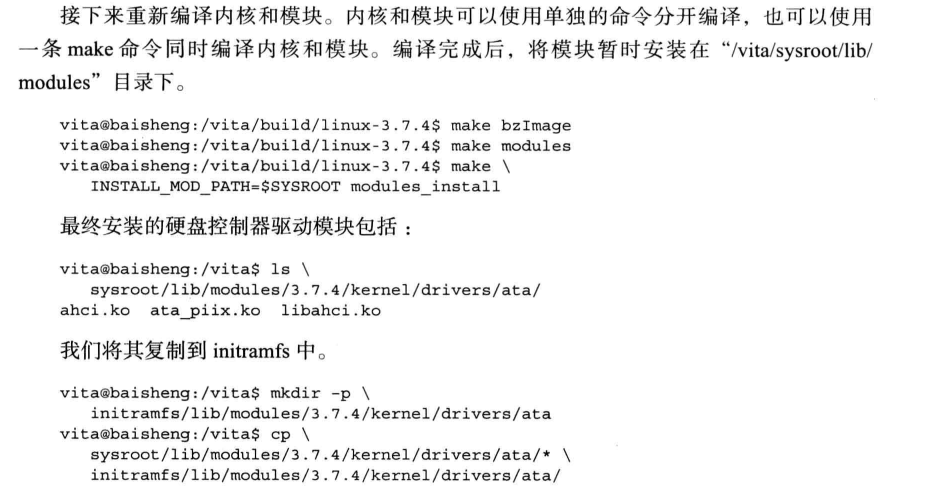 接下来重新编译内核和模块。内核和模块可以使用单独的命令分开编译，也可以使用
一条 make 命令同时编译内核和模块。编译完成后，将模块暂时安装在“/vita/sysroot/lib/
modules”目录下。
vita@baisheng:/vita/build/linux-3.7.4$ make bzImage
vita@baisheng:/vita/build/linux-3.7.4$ make modules
vita@baisheng:/vita/build/linux-3.7.4$ make \
INSTALL_MOD_PATH=$SYSROOT modules_install
最终安装的硬盘控制器驱动模块包括：
vita@baisheng:/vita$ ls \
sysroot/lib/modules/3.7.4/kernel/drivers/ata/
ahci.ko ata_piix.ko libahci.ko
我们将其复制到 initramfs 中。
vita@baisheng:/vita$ mkdir -p \
initramfs/lib/modules/3.7.4/kernel/drivers/ata
vita@baisheng:/vita$ cp \
sysroot/lib/modules/3.7.4/kernel/drivers/ata/* \
initramfs/lib/modules/3.7.4/kernel/drivers/ata/